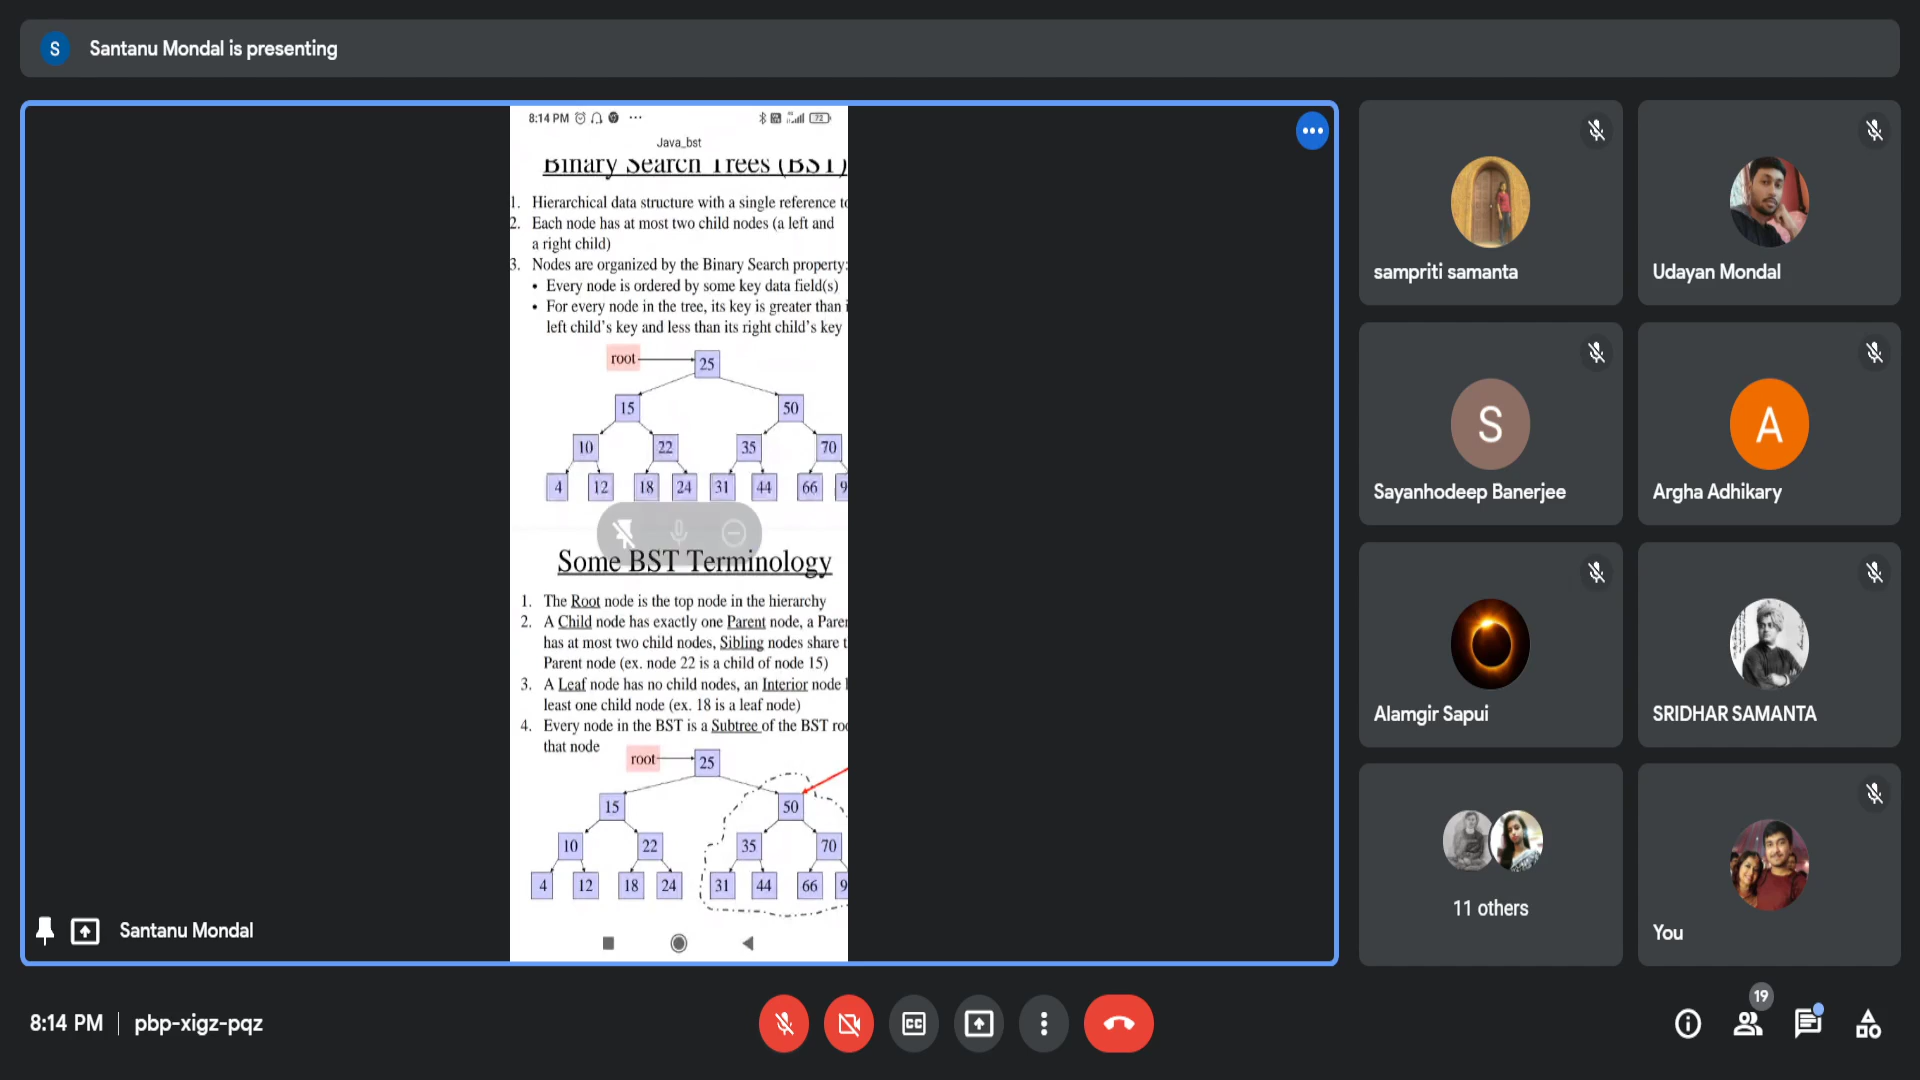 S Santanu Mondal is presenting
8:14 PM 72
Java_bst
Binary Search Trees (BST)
1. Hierarchical data structure with a single reference to
2. Each node has at most two child nodes (a left and
a right child)
3. Nodes are organized by the Binary Search property:
• Every node is ordered by some key data field(s)
• For every node in the tree, its key is greater than
left child's key and less than its right child's key
root 25
15 50
10 22 35 70
4 12 18 24 31 44 66 9
Some BST Terminology
1. The Root node is the top node in the hierarchy
2. A Child node has exactly one Parent node, a Paren
has at most two child nodes, Sibling nodes share t
Parent node (ex. node 22 is a child of node 15)
3. A Leaf node has no child nodes, an Interior node
least one child node (ex. 18 is a leaf node)
4. Every node in the BST is a Subtree of the BST roo
that node
root 25
15 50
10 22 35 70
4 12 18 24 31 44 66 9
Santanu Mondal
sampriti samanta
Udayan Mondal
S
Sayanhodeep Banerjee
A
Argha Adhikary
Alamgir Sapui
SRIDHAR SAMANTA
11 others
You
8:14 PM | pbp-xigz-pqz
CC
19